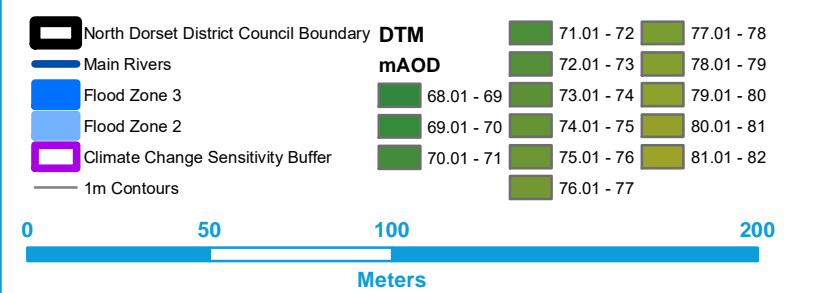 North Dorset District Council Boundary
Main Rivers
Flood Zone 3
Flood Zone 2
Climate Change Sensitivity Buffer
1m Contours
DTM
mAOD
68.01 - 69
69.01 - 70
70.01 - 71
71.01 - 72
72.01 - 73
73.01 - 74
74.01 - 75
75.01 - 76
76.01 - 77
77.01 - 78
78.01 - 79
79.01 - 80
80.01 - 81
81.01 - 82
0 50 100 200
Meters